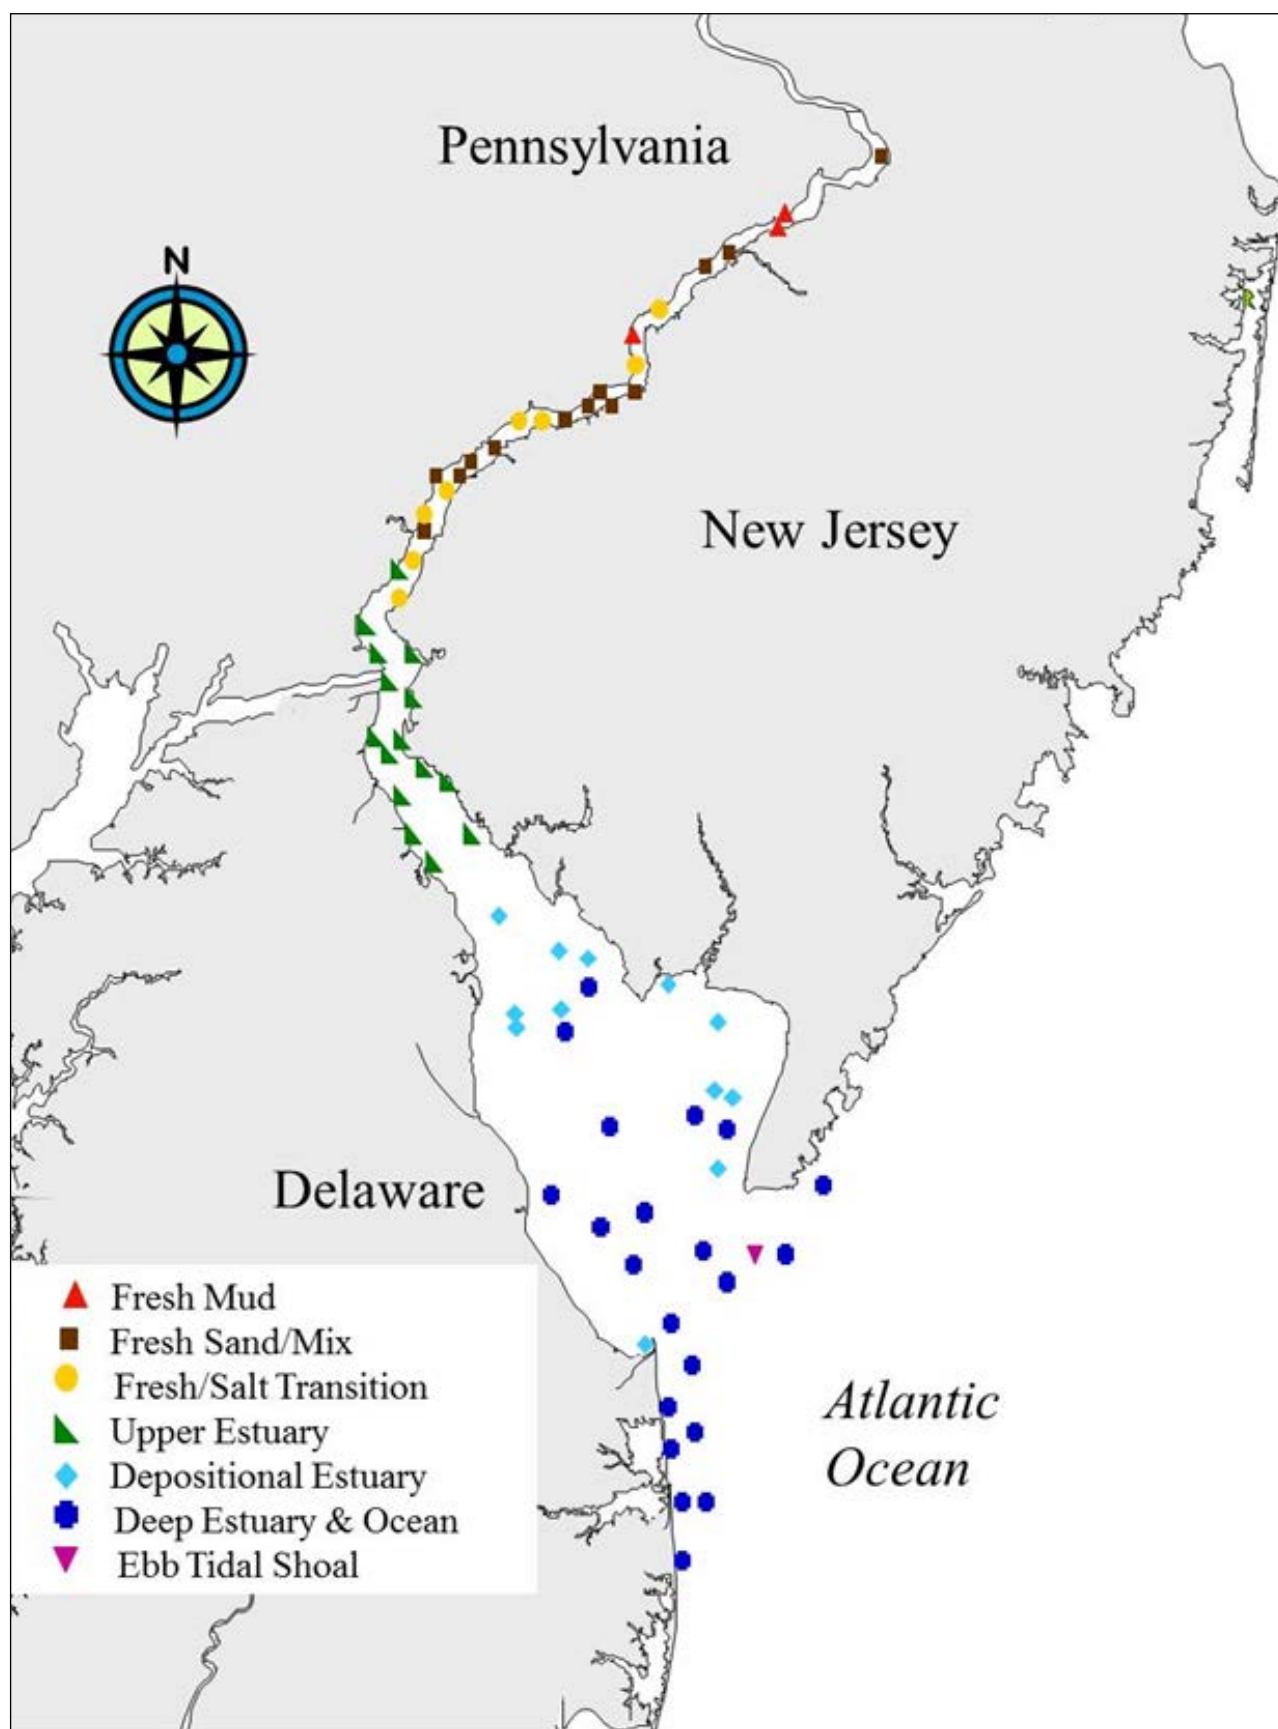 Pennsylvania
N
New Jersey
Delaware
Fresh Mud
Fresh Sand/Mix
Fresh/Salt Transition
Upper Estuary
Depositional Estuary
Deep Estuary & Ocean
Ebb Tidal Shoal
Atlantic
Ocean